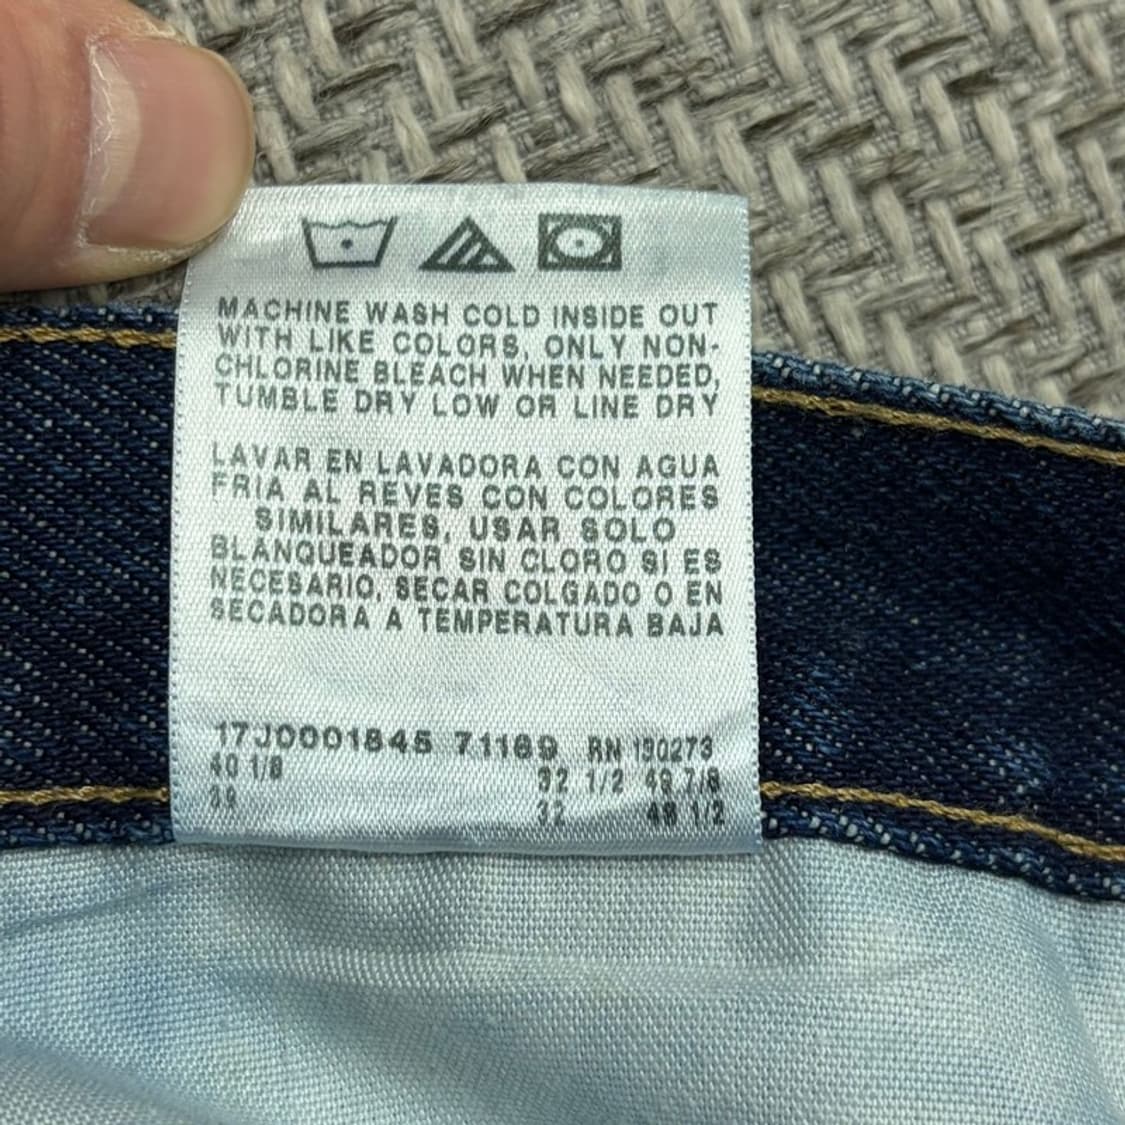 MACHINE WASH COLD INSIDE OUT
WITH LIKE COLORS, ONLY NON-
CHLORINE BLEACH WHEN NEEDED,
TUMBLE DRY LOW OR LINE DRY
LAVAR EN LAVADORA CON AGUA
FRIA AL REVES CON COLORES
SIMILARES, USAR SOLO
BLANQUEADOR SIN CLORO SI ES
NECESARIO, SECAR COLGADO O EN
SECADORA A TEMPERATURA BAJA
17J0001845 71169 RN 130273
40 1/8 32 1/2 49 7/8
32 1/2